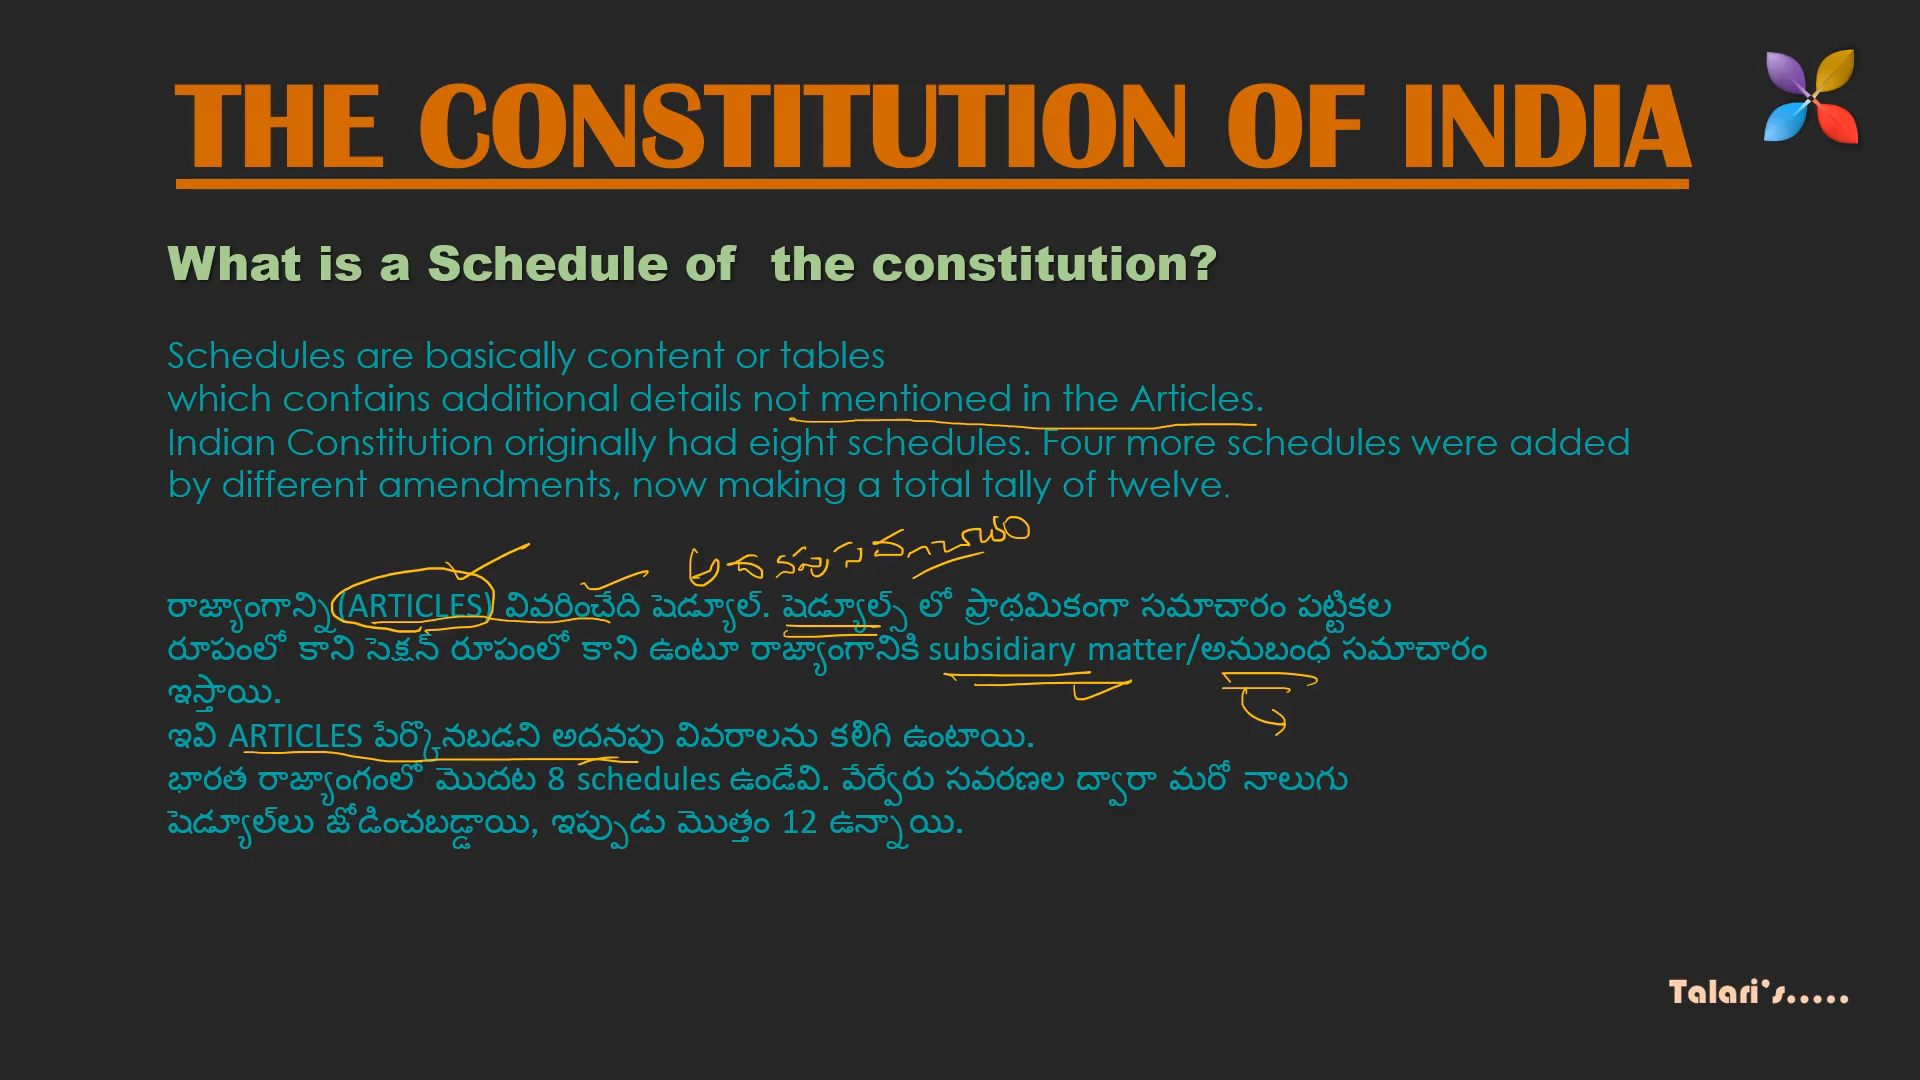 THE CONSTITUTION OF INDIA
What is a Schedule of the constitution?
Schedules are basically content or tables
which contains additional details not mentioned in the Articles.
Indian Constitution originally had eight schedules. Four more schedules were added
by different amendments, now making a total tally of twelve.
అదనపు సమాచారం
రాజ్యాంగాన్ని (ARTICLES) వివరించేది షెడ్యూల్. షెడ్యూల్స్ లో ప్రాథమికంగా సమాచారం పట్టికల
రూపంలో కాని సెక్షన్ రూపంలో కాని ఉంటూ రాజ్యాంగానికి subsidiary matter/అనుబంధ సమాచారం
ఇస్తాయి.
ఇవి ARTICLES పేర్కొనబడని అదనపు వివరాలను కలిగి ఉంటాయి.
భారత రాజ్యాంగంలో మొదట 8 schedules ఉండేవి. వేర్వేరు సవరణల ద్వారా మరో నాలుగు
షెడ్యూల్‌లు జోడించబడ్డాయి, ఇప్పుడు మొత్తం 12 ఉన్నాయి.
Talari's.....